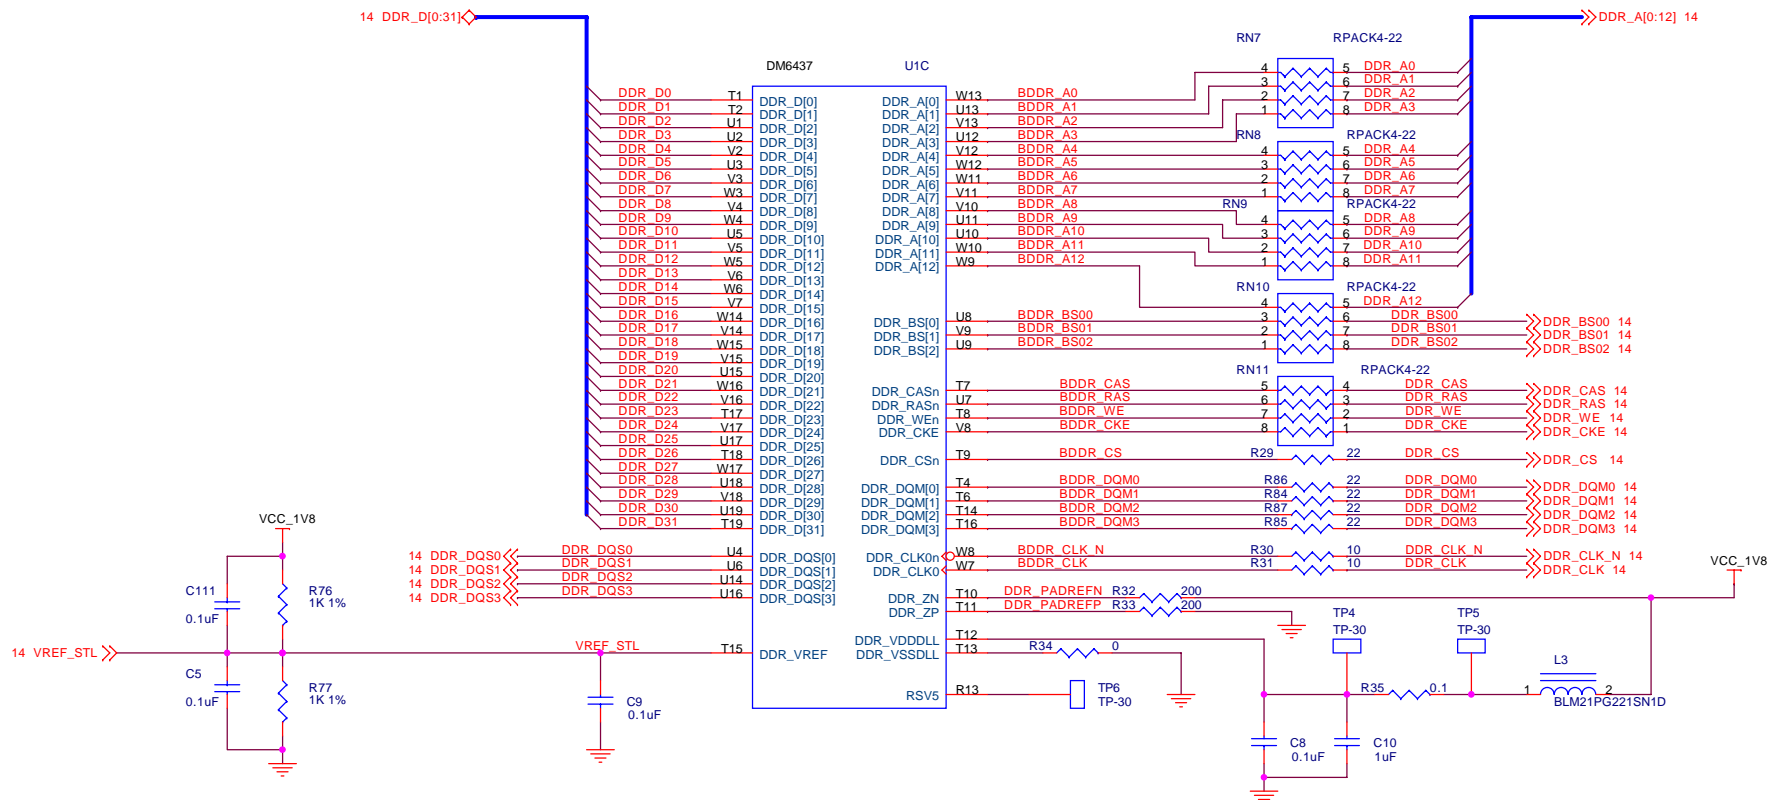 14 DDR_D[0:31]
DDR_A[0:12] 14
DM6437 U1C
RN7 RPACK4-22
4 5 DDR_A0
3 6 DDR_A1
2 7 DDR_A2
1 8 DDR_A3
RN8 RPACK4-22
4 5 DDR_A4
3 6 DDR_A5
2 7 DDR_A6
1 8 DDR_A7
RN9 RPACK4-22
4 5 DDR_A8
3 6 DDR_A9
2 7 DDR_A10
1 8 DDR_A11
RN10 RPACK4-22
4 5 DDR_A12
3 6 DDR_BS00 DDR_BS00 14
2 7 DDR_BS01 DDR_BS01 14
1 8 DDR_BS02 DDR_BS02 14
RN11 RPACK4-22
5 4 DDR_CAS DDR_CAS 14
6 3 DDR_RAS DDR_RAS 14
7 2 DDR_WE DDR_WE 14
8 1 DDR_CKE DDR_CKE 14
DDR_D0 T1 DDR_D[0]
DDR_D1 T2 DDR_D[1]
DDR_D2 U1 DDR_D[2]
DDR_D3 U2 DDR_D[3]
DDR_D4 V2 DDR_D[4]
DDR_D5 U3 DDR_D[5]
DDR_D6 V3 DDR_D[6]
DDR_D7 W3 DDR_D[7]
DDR_D8 V4 DDR_D[8]
DDR_D9 W4 DDR_D[9]
DDR_D10 U5 DDR_D[10]
DDR_D11 V5 DDR_D[11]
DDR_D12 W5 DDR_D[12]
DDR_D13 V6 DDR_D[13]
DDR_D14 W6 DDR_D[14]
DDR_D15 V7 DDR_D[15]
DDR_D16 W14 DDR_D[16]
DDR_D17 V14 DDR_D[17]
DDR_D18 W15 DDR_D[18]
DDR_D19 V15 DDR_D[19]
DDR_D20 U15 DDR_D[20]
DDR_D21 W16 DDR_D[21]
DDR_D22 V16 DDR_D[22]
DDR_D23 T17 DDR_D[23]
DDR_D24 V17 DDR_D[24]
DDR_D25 U17 DDR_D[25]
DDR_D26 T18 DDR_D[26]
DDR_D27 W17 DDR_D[27]
DDR_D28 U18 DDR_D[28]
DDR_D29 V18 DDR_D[29]
DDR_D30 U19 DDR_D[30]
DDR_D31 T19 DDR_D[31]
14 DDR_DQS0 DDR_DQS0 U4 DDR_DQS[0]
14 DDR_DQS1 DDR_DQS1 U6 DDR_DQS[1]
14 DDR_DQS2 DDR_DQS2 U14 DDR_DQS[2]
14 DDR_DQS3 DDR_DQS3 U16 DDR_DQS[3]
14 VREF_STL VREF_STL T15 DDR_VREF
DDR_A[0] W13 BDDR_A0
DDR_A[1] U13 BDDR_A1
DDR_A[2] V13 BDDR_A2
DDR_A[3] U12 BDDR_A3
DDR_A[4] V12 BDDR_A4
DDR_A[5] W12 BDDR_A5
DDR_A[6] W11 BDDR_A6
DDR_A[7] V11 BDDR_A7
DDR_A[8] V10 BDDR_A8
DDR_A[9] U11 BDDR_A9
DDR_A[10] U10 BDDR_A10
DDR_A[11] W10 BDDR_A11
DDR_A[12] W9 BDDR_A12
DDR_BS[0] U8 BDDR_BS00
DDR_BS[1] V9 BDDR_BS01
DDR_BS[2] U9 BDDR_BS02
DDR_CASn T7 BDDR_CAS
DDR_RASn U7 BDDR_RAS
DDR_WEn T8 BDDR_WE
DDR_CKE V8 BDDR_CKE
DDR_CSn T9 BDDR_CS R29 22 DDR_CS DDR_CS 14
DDR_DQM[0] T4 BDDR_DQM0 R86 22 DDR_DQM0 DDR_DQM0 14
DDR_DQM[1] T6 BDDR_DQM1 R84 22 DDR_DQM1 DDR_DQM1 14
DDR_DQM[2] T14 BDDR_DQM2 R87 22 DDR_DQM2 DDR_DQM2 14
DDR_DQM[3] T16 BDDR_DQM3 R85 22 DDR_DQM3 DDR_DQM3 14
DDR_CLK0n W8 BDDR_CLK_N R30 10 DDR_CLK_N DDR_CLK_N 14
DDR_CLK0 W7 BDDR_CLK R31 10 DDR_CLK DDR_CLK 14
DDR_ZN T10 DDR_PADREFN R32 200
DDR_ZP T11 DDR_PADREFP R33 200
DDR_VDDDLL T12
DDR_VSSDLL T13 R34 0
RSV5 R13 TP6
TP-30
VCC_1V8
C111
0.1uF
R76
1K 1%
C5
0.1uF
R77
1K 1%
C9
0.1uF
VCC_1V8
TP4
TP-30
TP5
TP-30
R35 0.1
L3
1 2
BLM21PG221SN1D
C8
0.1uF
C10
1uF